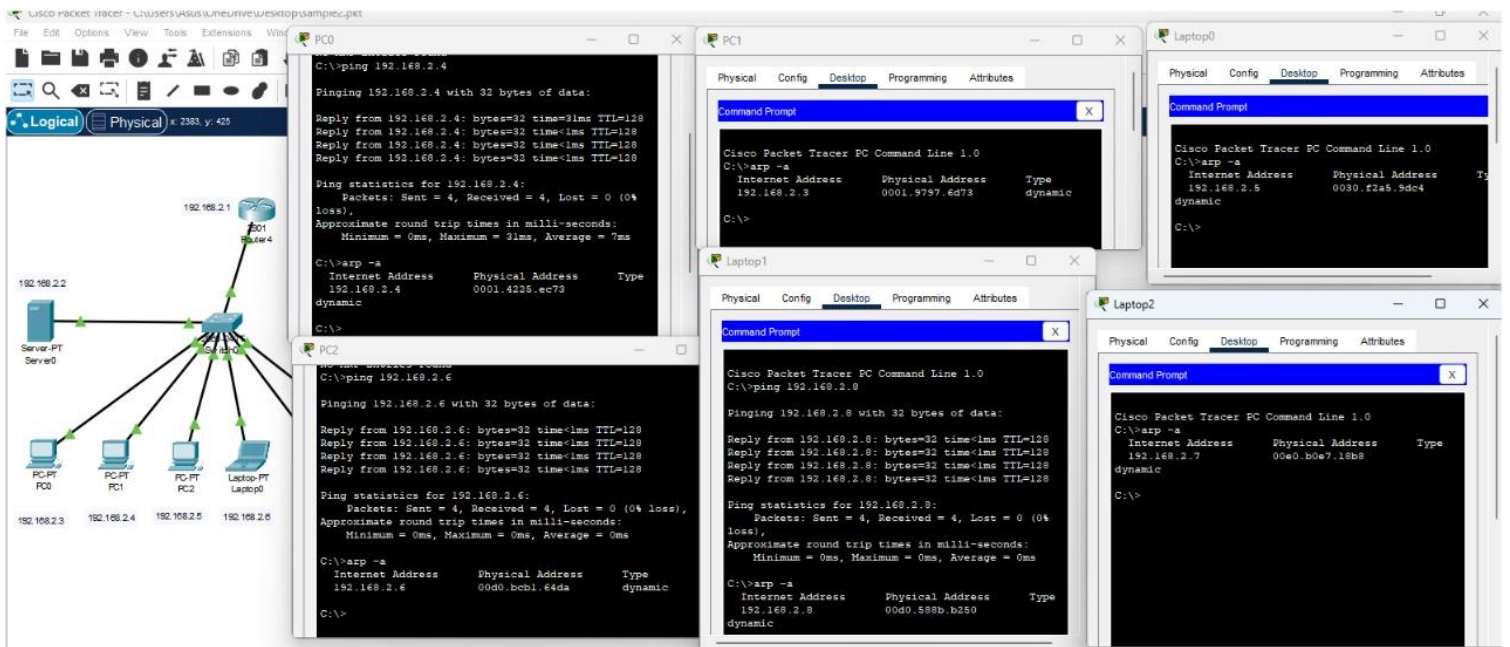 Cisco Packet Tracer - C:\Users\Asus\OneDrive\Desktop\sample2.pkt
File Edit Options View Tools Extensions
Logical
Physical
x: 2383, y: 425
192.168.2.1
2901
Router4
192.168.2.2
Server-PT
Server0
PC-PT
PC0
PC-PT
PC1
PC-PT
PC2
Laptop-PT
Laptop0
192.168.2.3
192.168.2.4
192.168.2.5
192.168.2.6
PC0
C:\>ping 192.168.2.4
Pinging 192.168.2.4 with 32 bytes of data:
Reply from 192.168.2.4: bytes=32 time=31ms TTL=128
Reply from 192.168.2.4: bytes=32 time<1ms TTL=128
Reply from 192.168.2.4: bytes=32 time<1ms TTL=128
Reply from 192.168.2.4: bytes=32 time<1ms TTL=128
Ping statistics for 192.168.2.4:
Packets: Sent = 4, Received = 4, Lost = 0 (0%
loss),
Approximate round trip times in milli-seconds:
Minimum = 0ms, Maximum = 31ms, Average = 7ms
C:\>arp -a
Internet Address Physical Address Type
192.168.2.4 0001.4225.ec73
dynamic
C:\>
PC2
C:\>ping 192.168.2.6
Pinging 192.168.2.6 with 32 bytes of data:
Reply from 192.168.2.6: bytes=32 time<1ms TTL=128
Reply from 192.168.2.6: bytes=32 time<1ms TTL=128
Reply from 192.168.2.6: bytes=32 time<1ms TTL=128
Reply from 192.168.2.6: bytes=32 time<1ms TTL=128
Ping statistics for 192.168.2.6:
Packets: Sent = 4, Received = 4, Lost = 0 (0% loss),
Approximate round trip times in milli-seconds:
Minimum = 0ms, Maximum = 0ms, Average = 0ms
C:\>arp -a
Internet Address Physical Address Type
192.168.2.6 00d0.bcb1.64da dynamic
C:\>
PC1
Physical Config Desktop Programming Attributes
Command Prompt
X
Cisco Packet Tracer PC Command Line 1.0
C:\>arp -a
Internet Address Physical Address Type
192.168.2.3 0001.9797.6d73 dynamic
C:\>
Laptop1
Physical Config Desktop Programming Attributes
Command Prompt
X
Cisco Packet Tracer PC Command Line 1.0
C:\>ping 192.168.2.8
Pinging 192.168.2.8 with 32 bytes of data:
Reply from 192.168.2.8: bytes=32 time<1ms TTL=128
Reply from 192.168.2.8: bytes=32 time<1ms TTL=128
Reply from 192.168.2.8: bytes=32 time<1ms TTL=128
Reply from 192.168.2.8: bytes=32 time<1ms TTL=128
Ping statistics for 192.168.2.8:
Packets: Sent = 4, Received = 4, Lost = 0 (0%
loss),
Approximate round trip times in milli-seconds:
Minimum = 0ms, Maximum = 0ms, Average = 0ms
C:\>arp -a
Internet Address Physical Address Type
192.168.2.8 00d0.588b.b250
dynamic
Laptop0
Physical Config Desktop Programming Attributes
Command Prompt
Cisco Packet Tracer PC Command Line 1.0
C:\>arp -a
Internet Address Physical Address
192.168.2.5 0030.f2a5.9dc4
dynamic
C:\>
Laptop2
Physical Config Desktop Programming Attributes
Command Prompt
X
Cisco Packet Tracer PC Command Line 1.0
C:\>arp -a
Internet Address Physical Address Type
192.168.2.7 00e0.b0e7.18b8
dynamic
C:\>